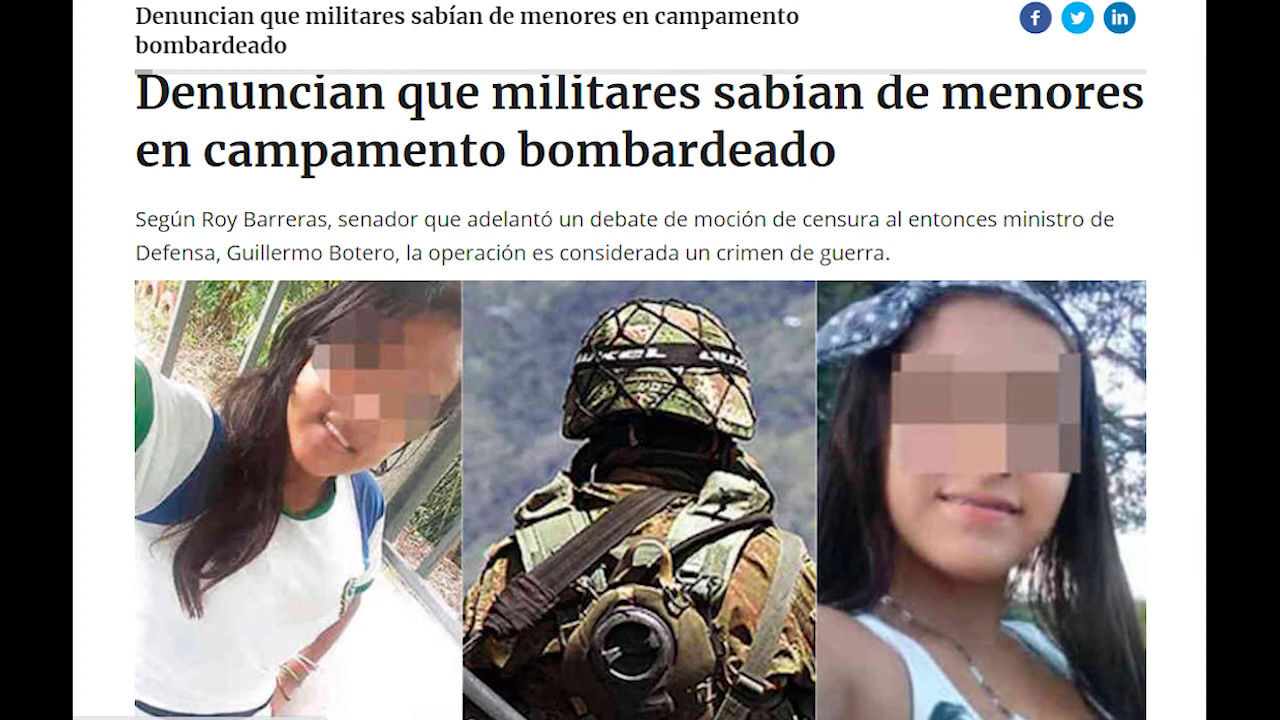 Denuncian que militares sabían de menores en campamento
bombardeado
Denuncian que militares sabían de menores
en campamento bombardeado
Según Roy Barreras, senador que adelantó un debate de moción de censura al entonces ministro de
Defensa, Guillermo Botero, la operación es considerada un crimen de guerra.